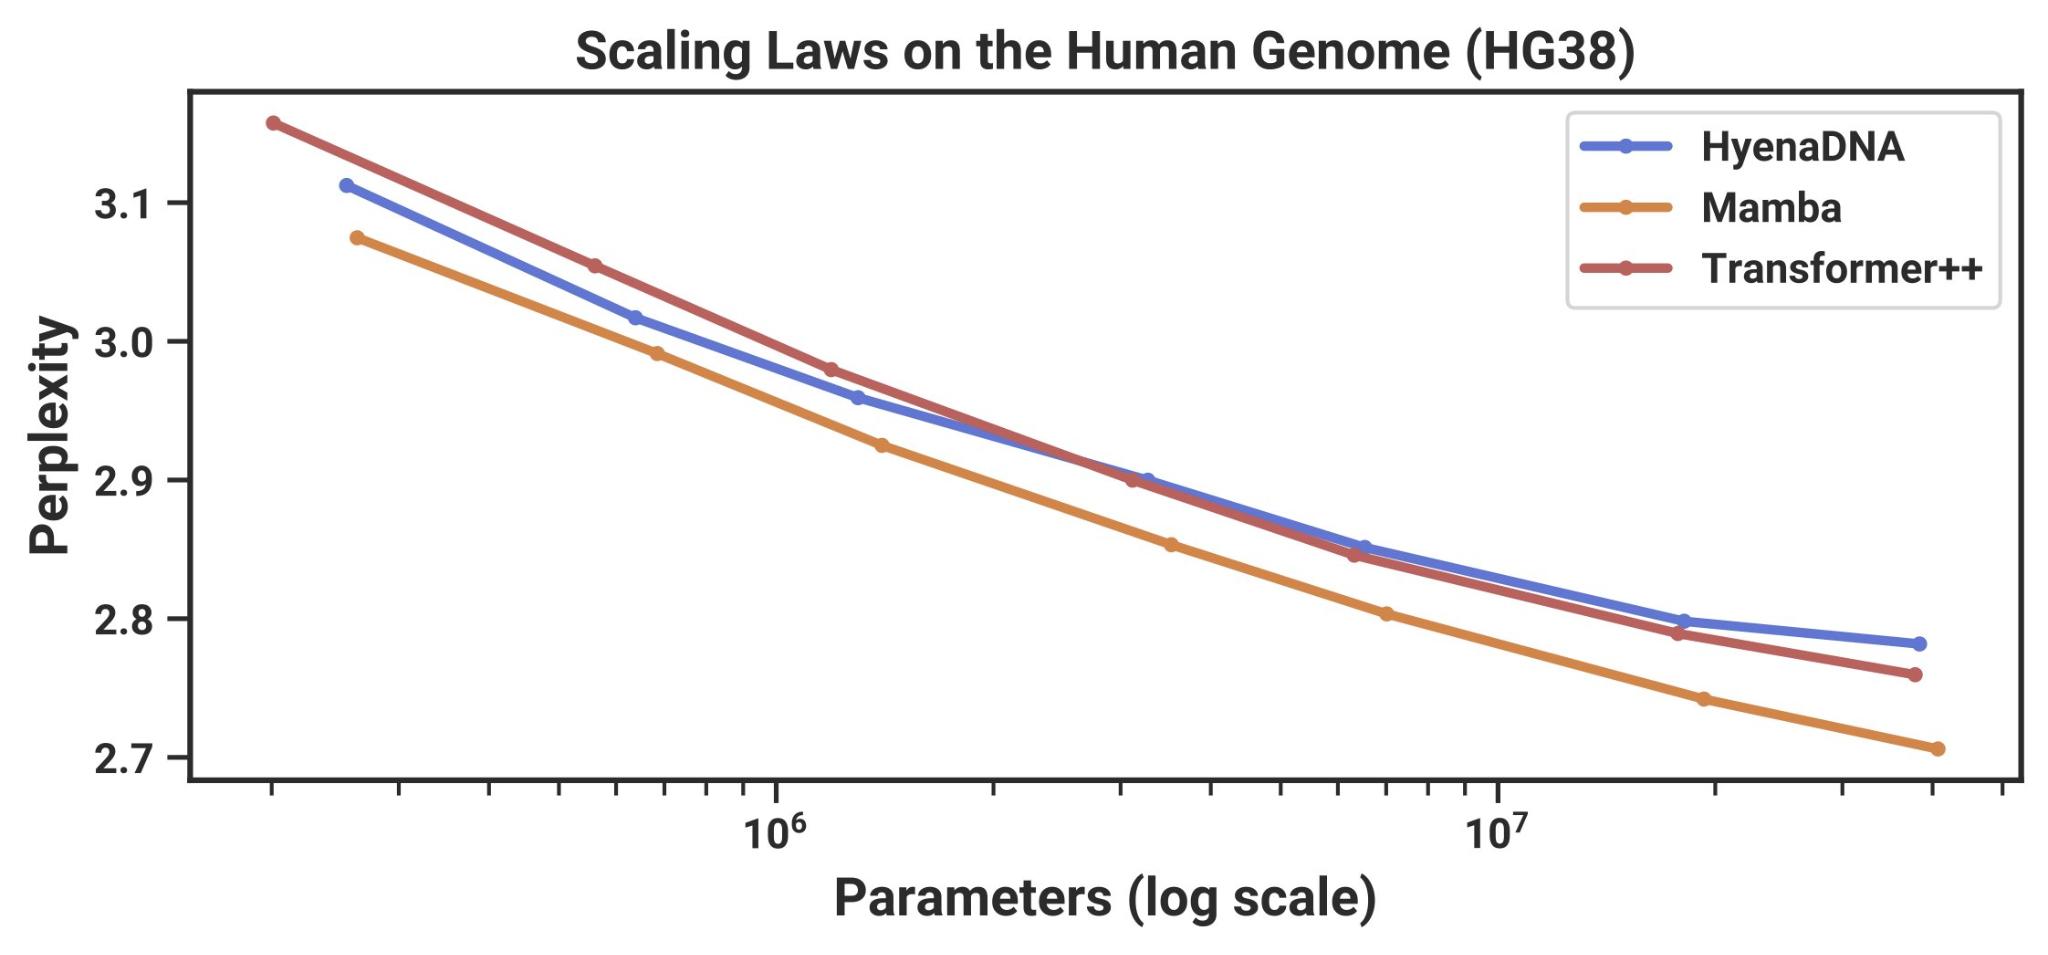 Scaling Laws on the Human Genome (HG38)
HyenaDNA
Mamba
Transformer++
Perplexity
3.1
3.0
2.9
2.8
2.7
10⁶
10⁷
Parameters (log scale)